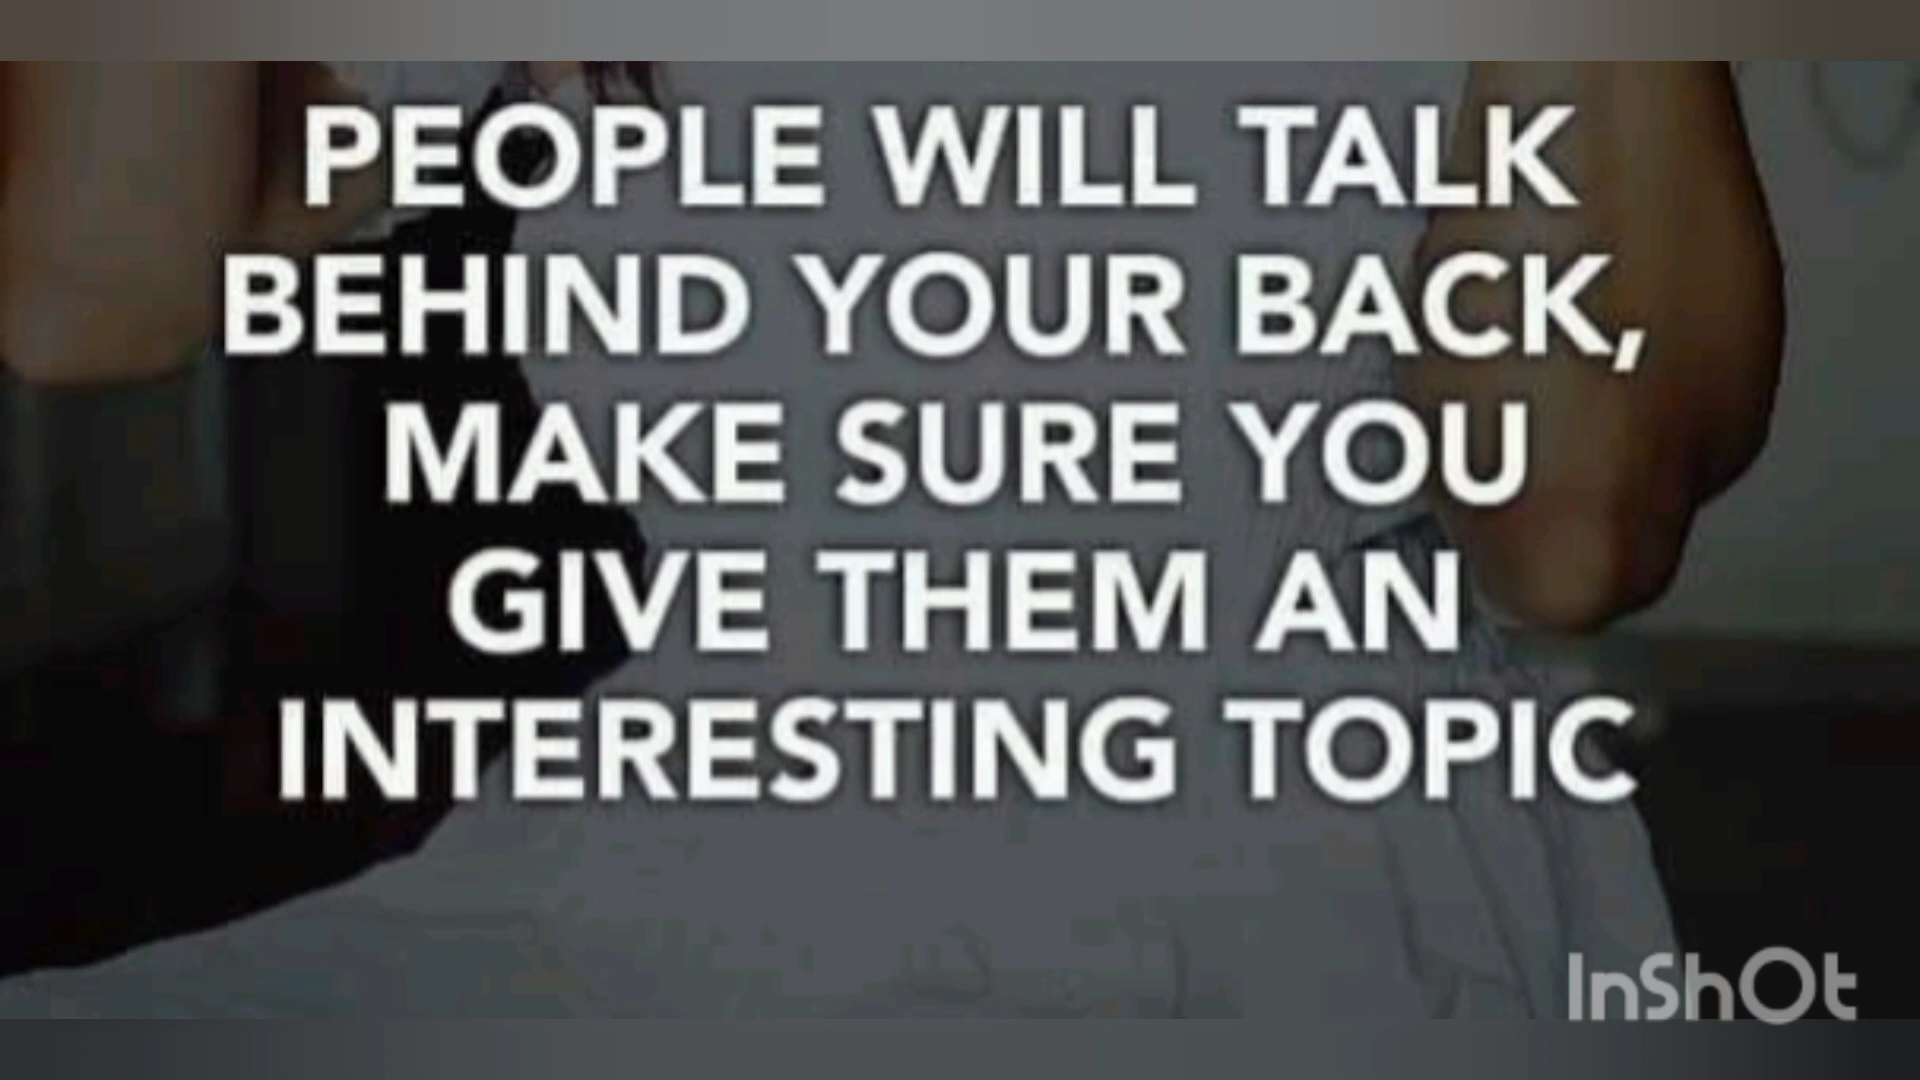 PEOPLE WILL TALK
BEHIND YOUR BACK,
MAKE SURE YOU
GIVE THEM AN
INTERESTING TOPIC
InShOt